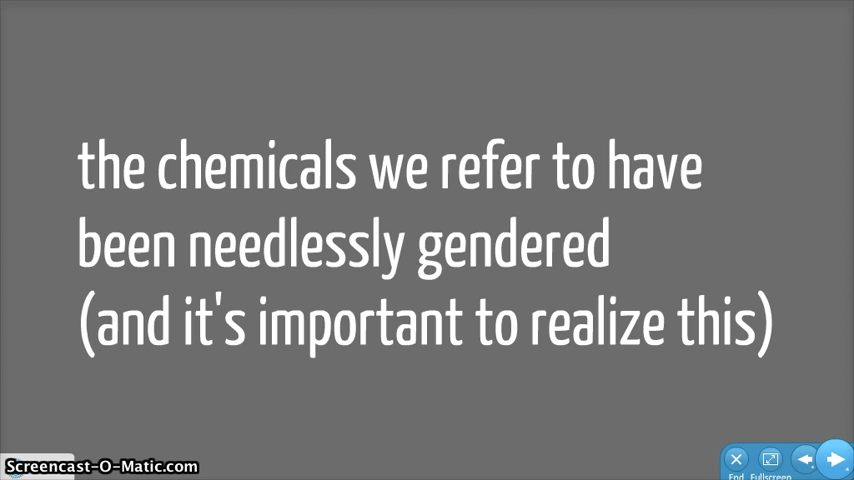 the chemicals we refer to have
been needlessly gendered
(and it's important to realize this)
Screencast-O-Matic.com
End Fullscreen